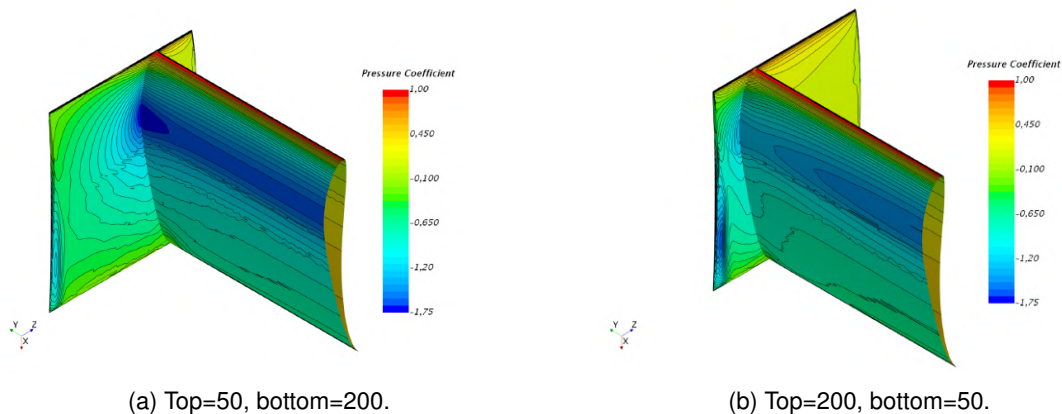 Pressure Coefficient
1,00
0,450
-0,100
-0,650
-1,20
-1,75
Y Z
X
(a) Top=50, bottom=200.
Pressure Coefficient
1,00
0,450
-0,100
-0,650
-1,20
-1,75
Y Z
X
(b) Top=200, bottom=50.